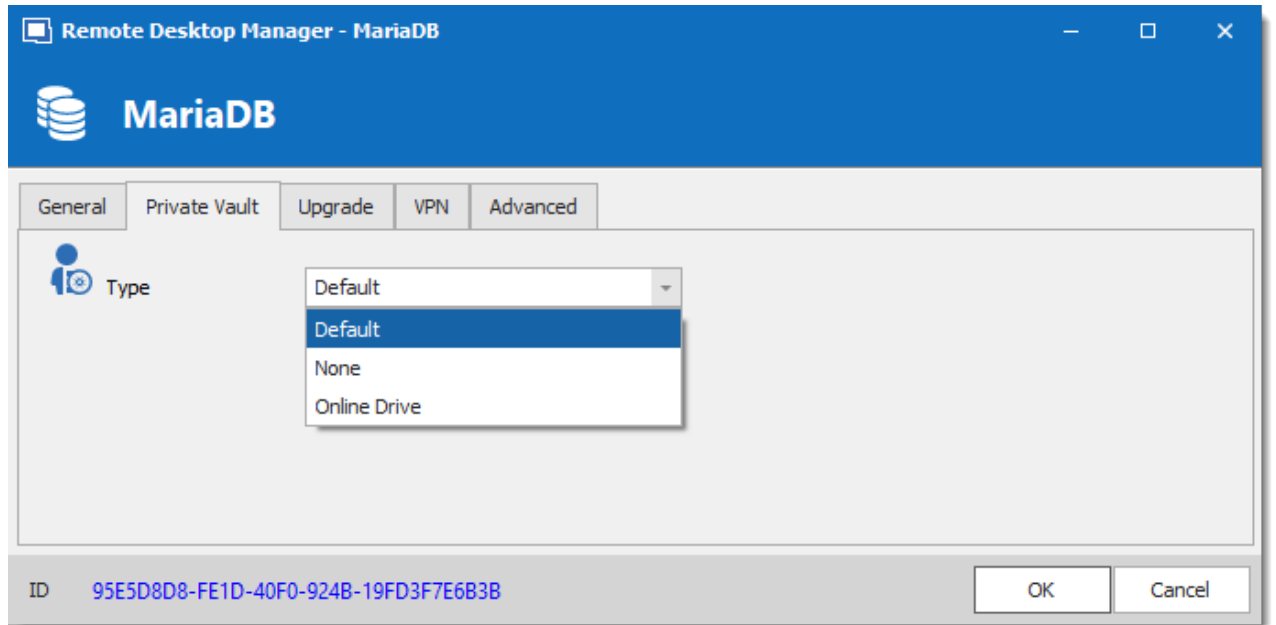 Remote Desktop Manager - MariaDB
MariaDB
General Private Vault Upgrade VPN Advanced
Type Default
Default
None
Online Drive
ID 95E5D8D8-FE1D-40F0-924B-19FD3F7E6B3B OK Cancel